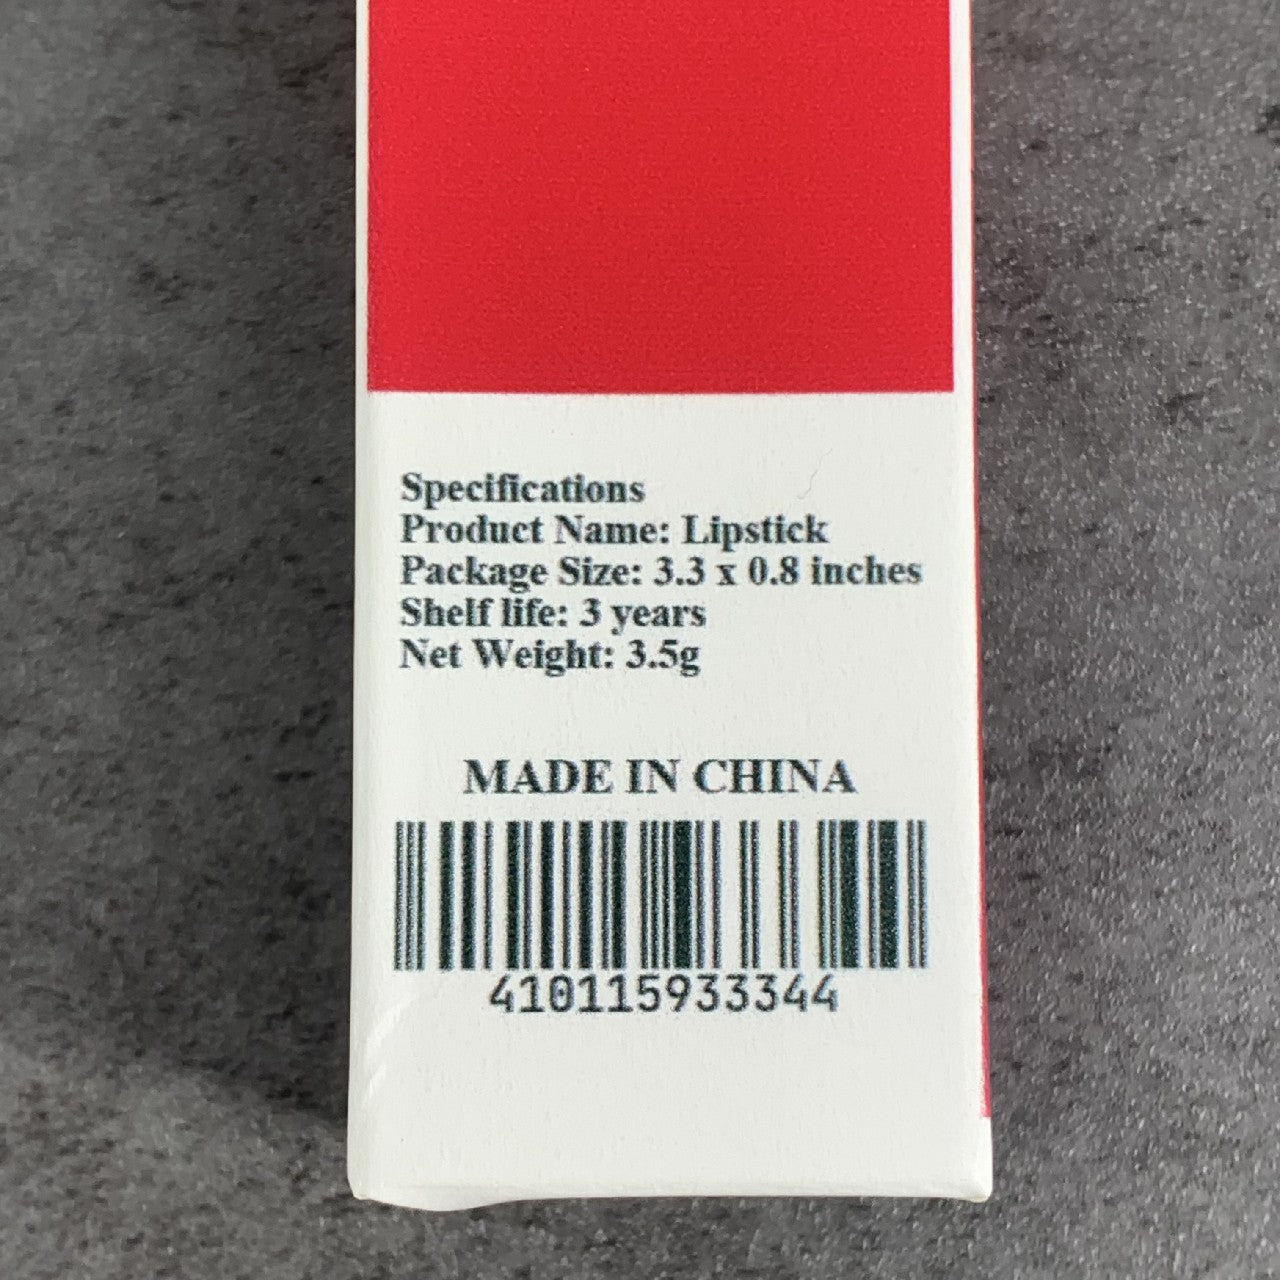 Specifications
Product Name: Lipstick
Package Size: 3.3 x 0.8 inches
Shelf life: 3 years
Net Weight: 3.5g
MADE IN CHINA
410115933344